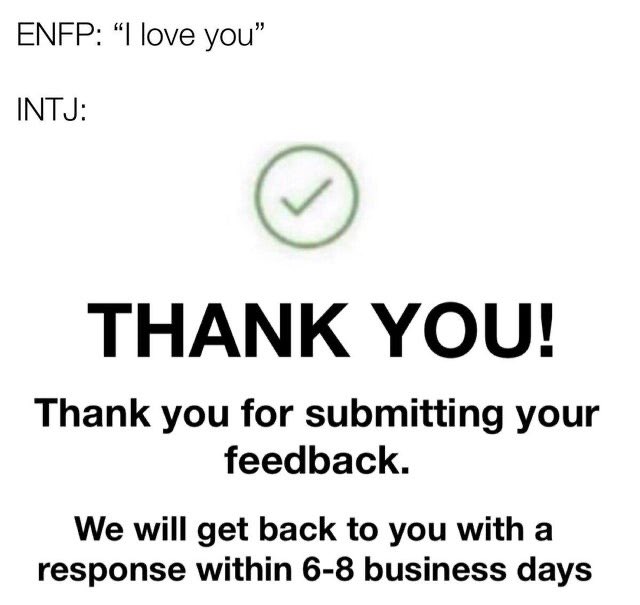 ENFP: “I love you”
INTJ:
THANK YOU!
Thank you for submitting your
feedback.
We will get back to you with a
response within 6-8 business days